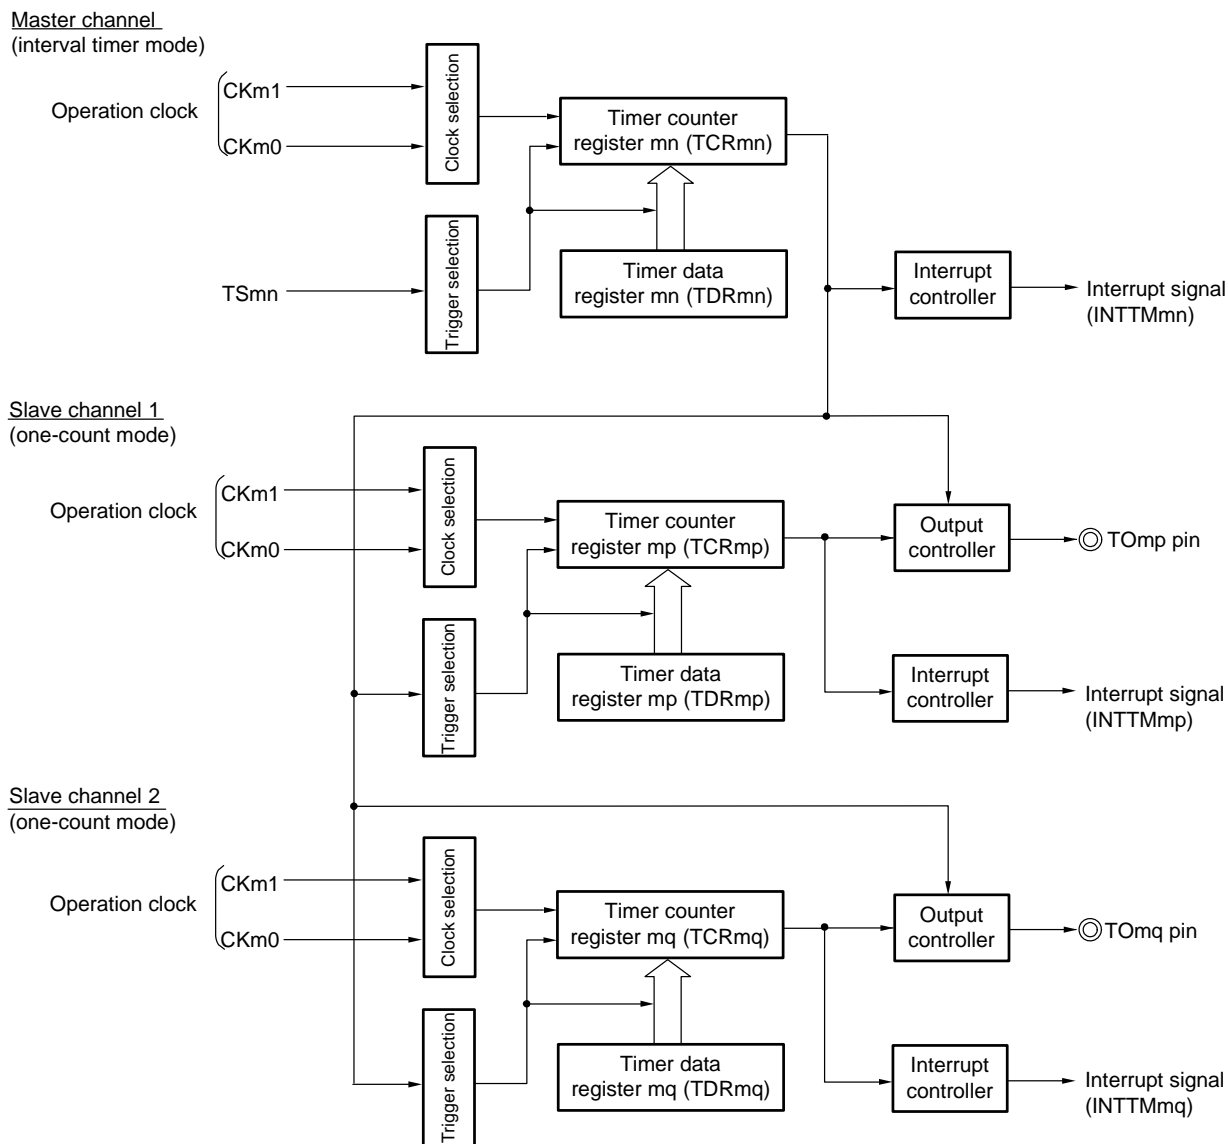 Master channel
(interval timer mode)
Operation clock
CKm1
CKm0
Clock selection
Timer counter
register mn (TCRmn)
TSmn
Trigger selection
Timer data
register mn (TDRmn)
Interrupt
controller
Interrupt signal
(INTTMmn)
Slave channel 1
(one-count mode)
Operation clock
CKm1
CKm0
Clock selection
Timer counter
register mp (TCRmp)
Output
controller
TOmp pin
Trigger selection
Timer data
register mp (TDRmp)
Interrupt
controller
Interrupt signal
(INTTMmp)
Slave channel 2
(one-count mode)
Operation clock
CKm1
CKm0
Clock selection
Timer counter
register mq (TCRmq)
Output
controller
TOmq pin
Trigger selection
Timer data
register mq (TDRmq)
Interrupt
controller
Interrupt signal
(INTTMmq)